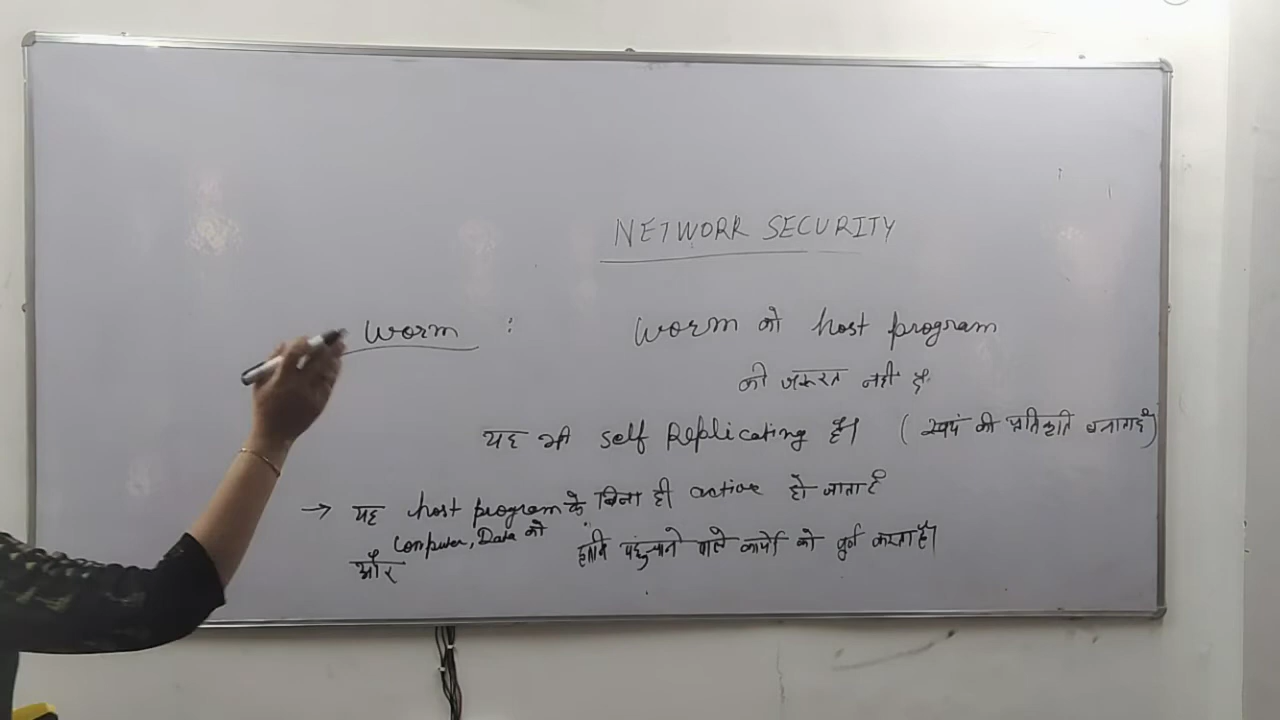 NETWORK SECURITY
Worm : Worm को host program
की जरूरत नहीं है
यह भी self Replicating है। ( स्वयं की प्रतिकृति बनाता है)
→ यह host program के बिना ही active हो जाता है
और computer, Data को हानि पहुंचाने वाले कार्यो को पूर्ण करता है।